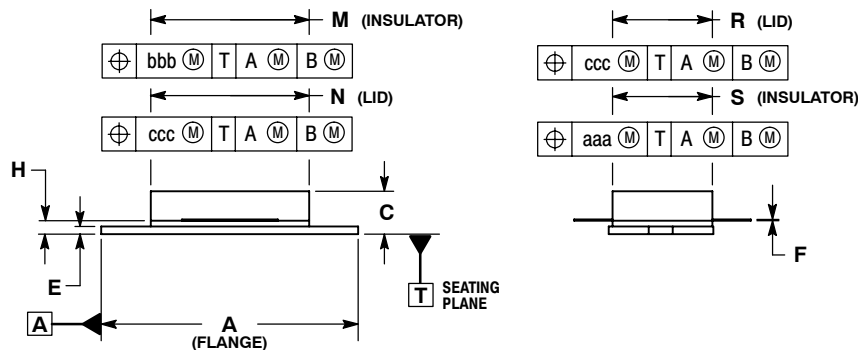 M (INSULATOR)
⌖ bbb Ⓜ T A Ⓜ B Ⓜ
N (LID)
⌖ ccc Ⓜ T A Ⓜ B Ⓜ
H
C
E
T SEATING
PLANE
A
A
(FLANGE)
R (LID)
⌖ ccc Ⓜ T A Ⓜ B Ⓜ
S (INSULATOR)
⌖ aaa Ⓜ T A Ⓜ B Ⓜ
F